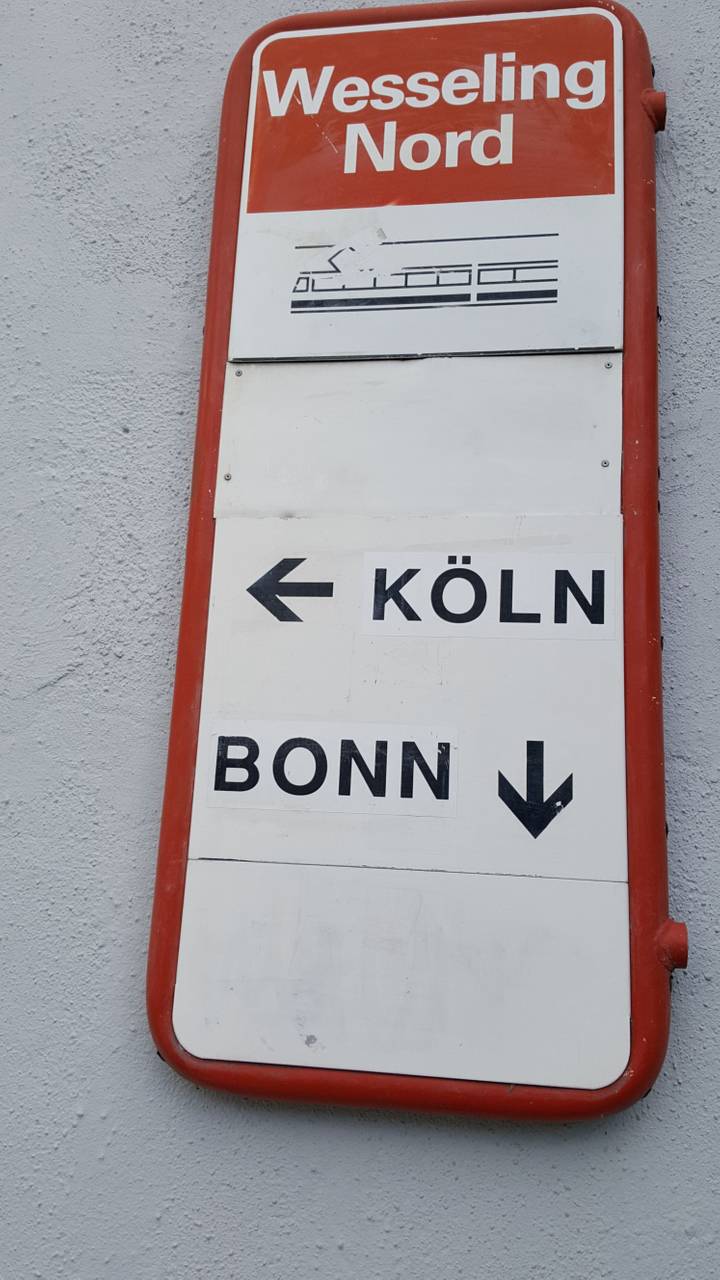 Wesseling
Nord
← KÖLN
BONN ↓